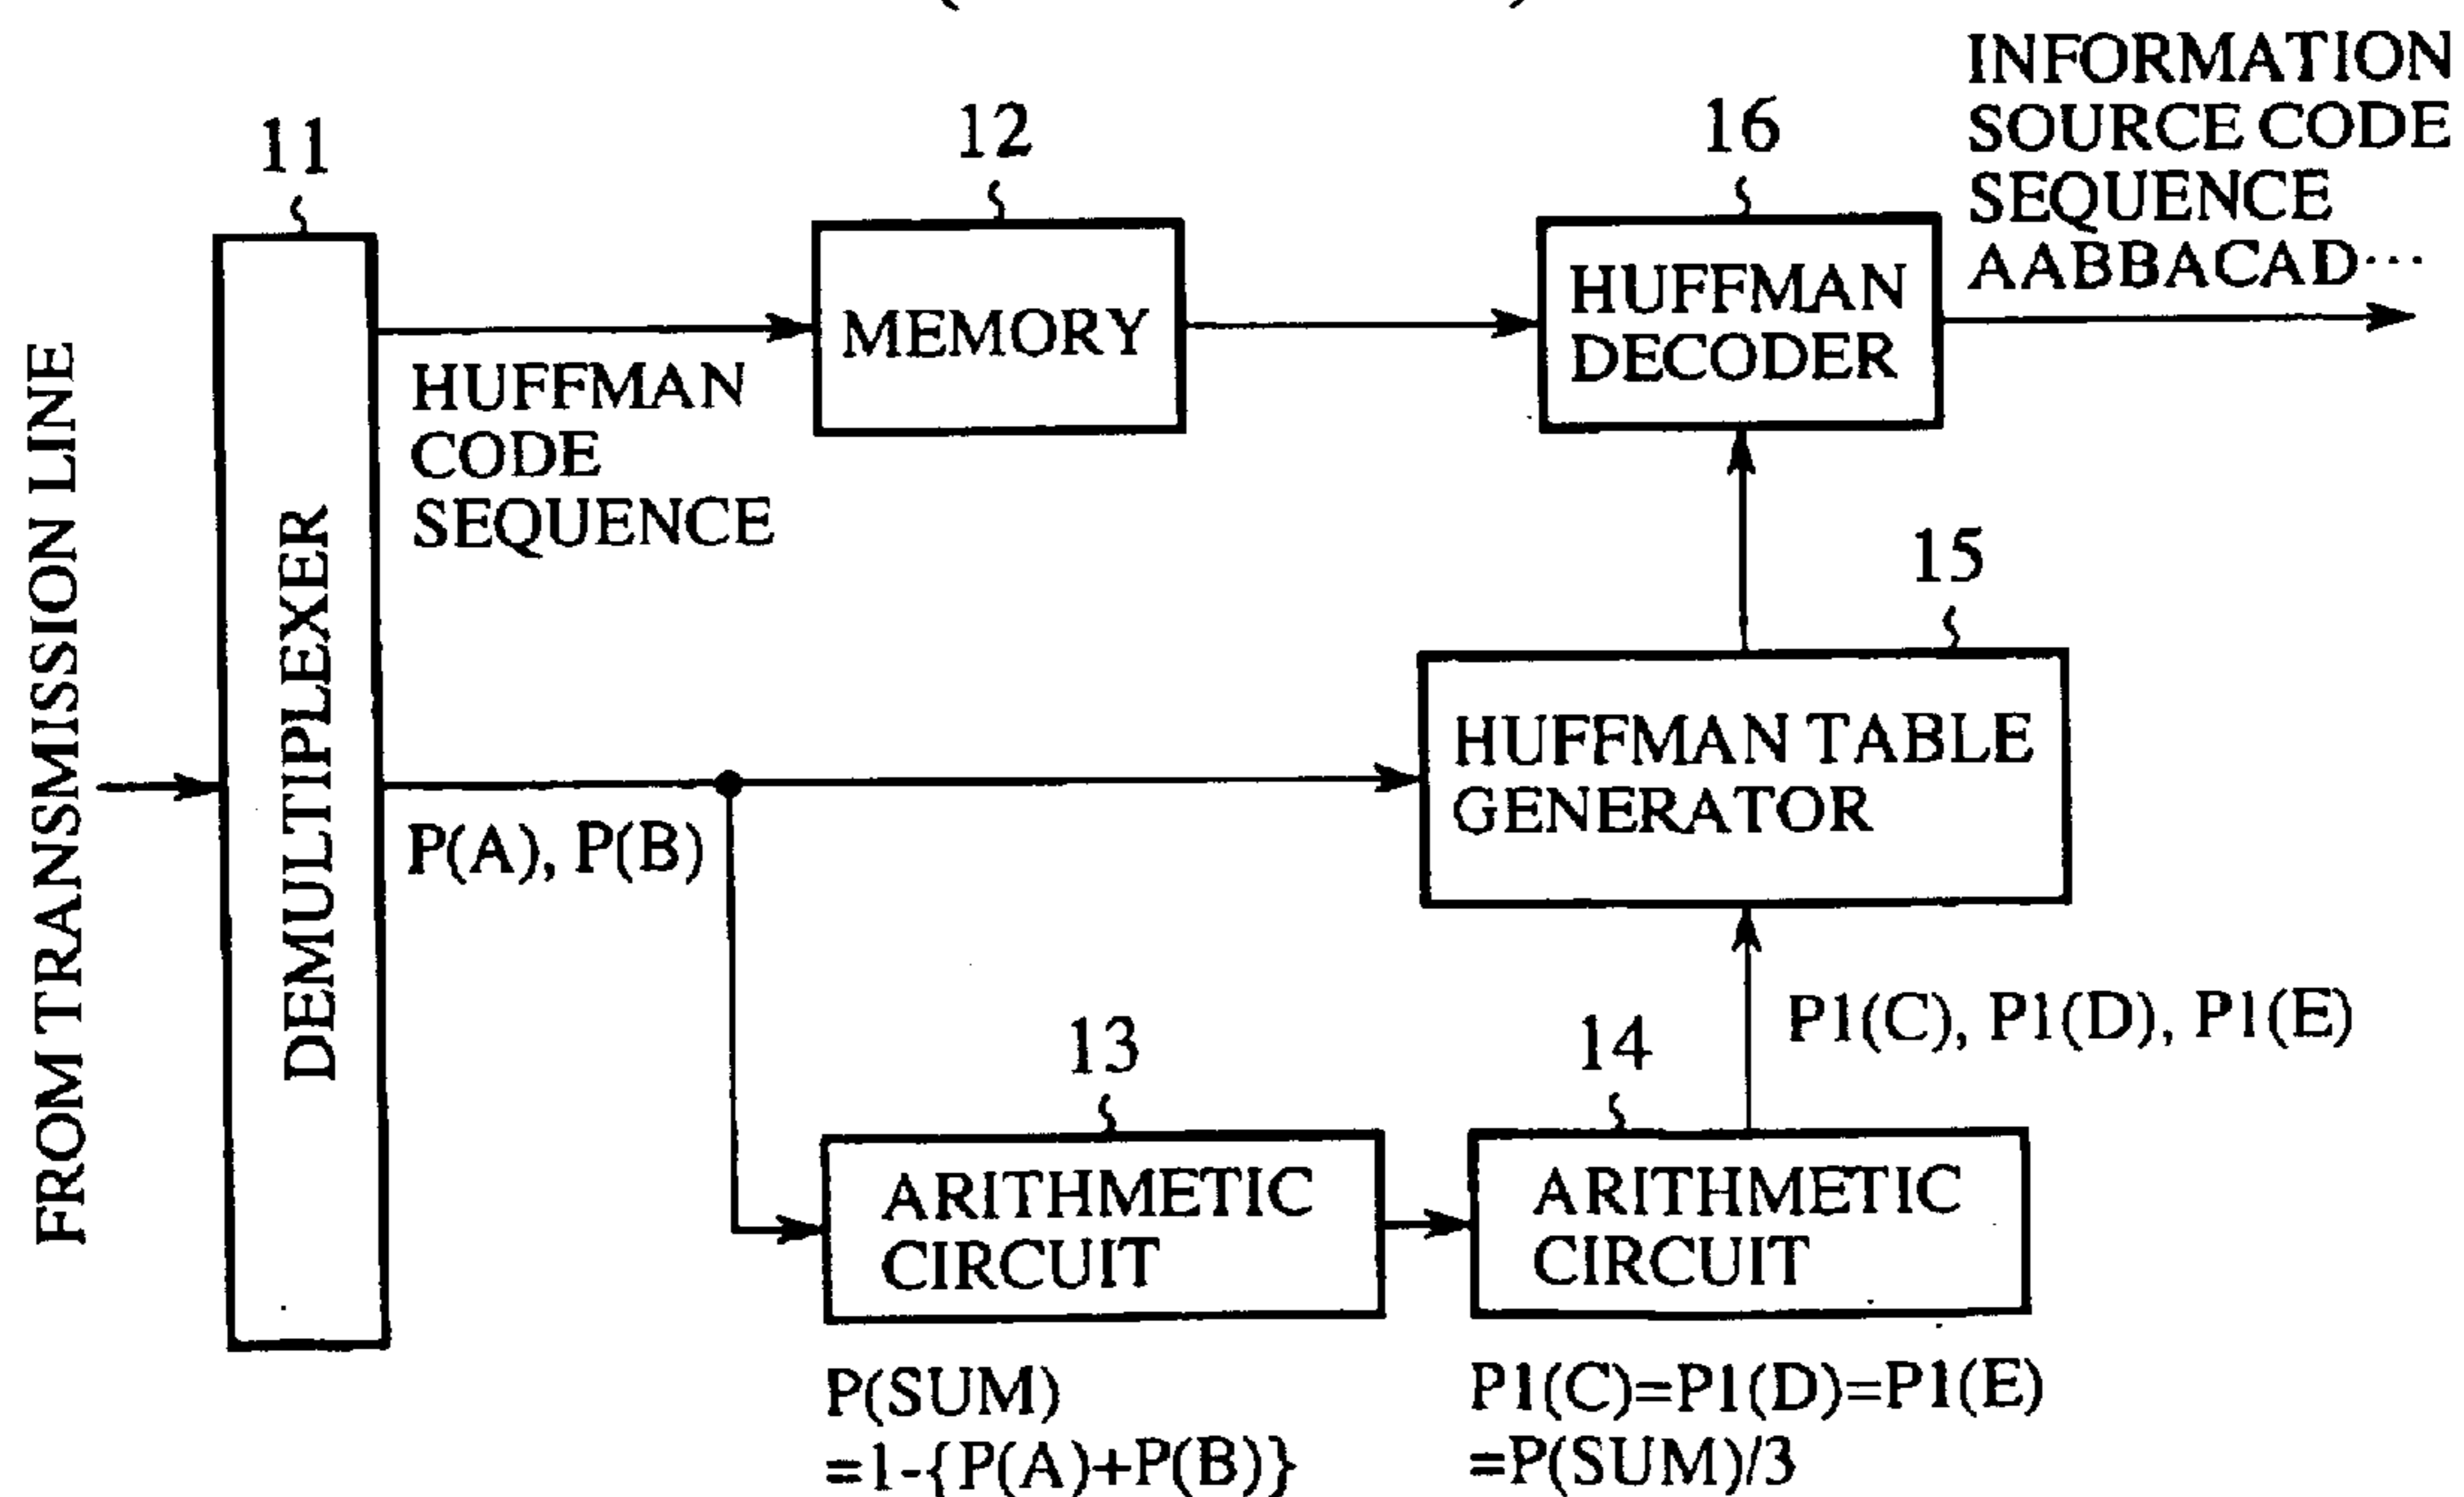 11
12
16
INFORMATION
SOURCE CODE
SEQUENCE
AABBACAD···
FROM TRANSMISSION LINE
DEMULTIPLEXER
HUFFMAN
CODE
SEQUENCE
MEMORY
HUFFMAN
DECODER
15
HUFFMAN TABLE
GENERATOR
P(A), P(B)
P1(C), P1(D), P1(E)
13
14
ARITHMETIC
CIRCUIT
ARITHMETIC
CIRCUIT
P(SUM)
=1-{P(A)+P(B)}
P1(C)=P1(D)=P1(E)
=P(SUM)/3